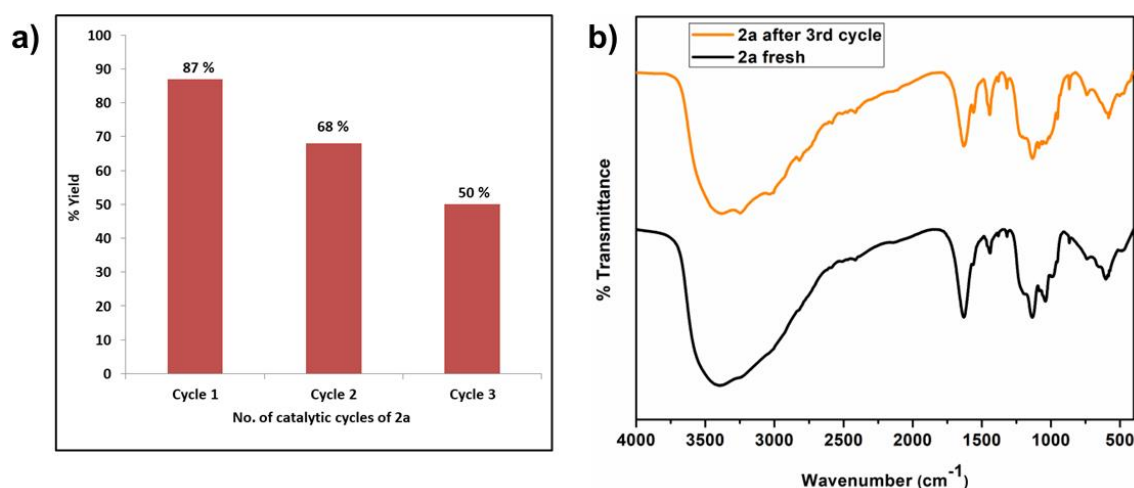 a)
100
90
80
70
60
50
40
30
20
10
0
% Yield
87 %
68 %
50 %
Cycle 1 Cycle 2 Cycle 3
No. of catalytic cycles of 2a
b)
2a after 3rd cycle
2a fresh
% Transmittance
4000 3500 3000 2500 2000 1500 1000 500
Wavenumber (cm⁻¹)